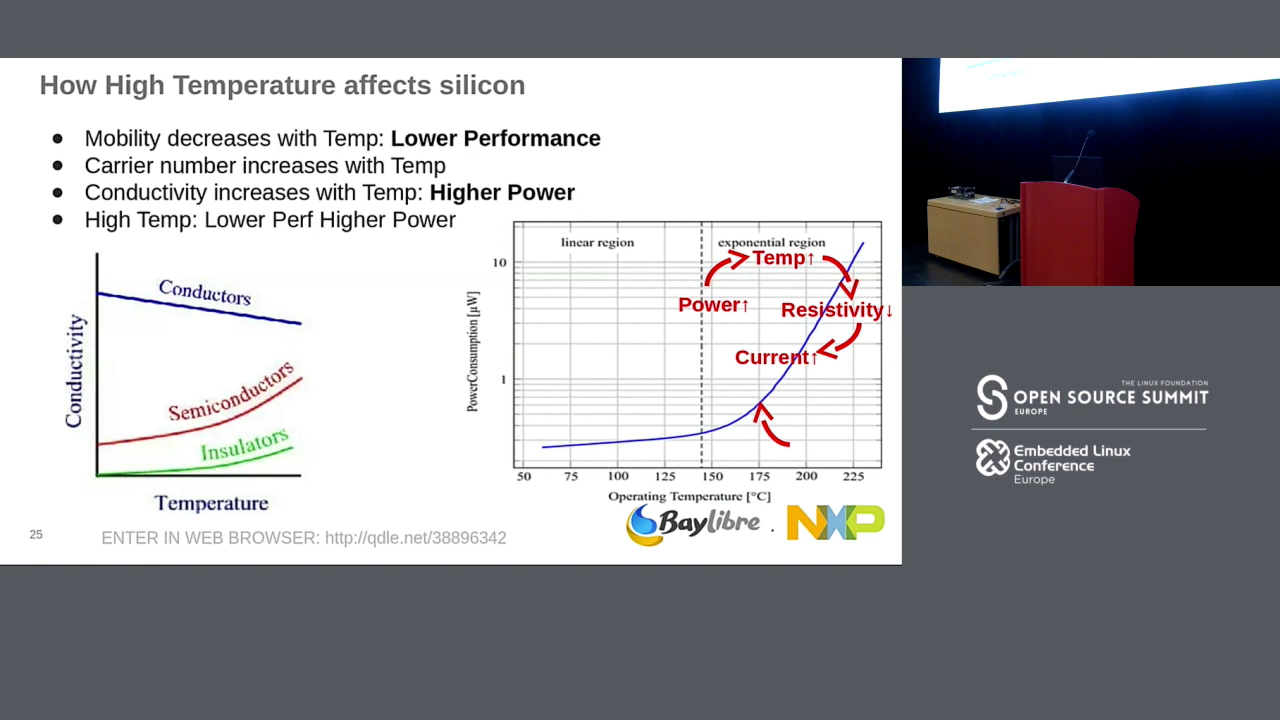 How High Temperature affects silicon
● Mobility decreases with Temp: Lower Performance
● Carrier number increases with Temp
● Conductivity increases with Temp: Higher Power
● High Temp: Lower Perf Higher Power
Conductivity
Conductors
Semiconductors
Insulators
Temperature
PowerConsumption [µW]
10
1
linear region
exponential region
Temp↑
Power↑
Resistivity↓
Current↑
50 75 100 125 150 175 200 225
Operating Temperature [°C]
25
ENTER IN WEB BROWSER: http://qdle.net/38896342
Baylibre .
NXP
THE LINUX FOUNDATION
OPEN SOURCE SUMMIT
EUROPE
Embedded Linux
Conference
Europe